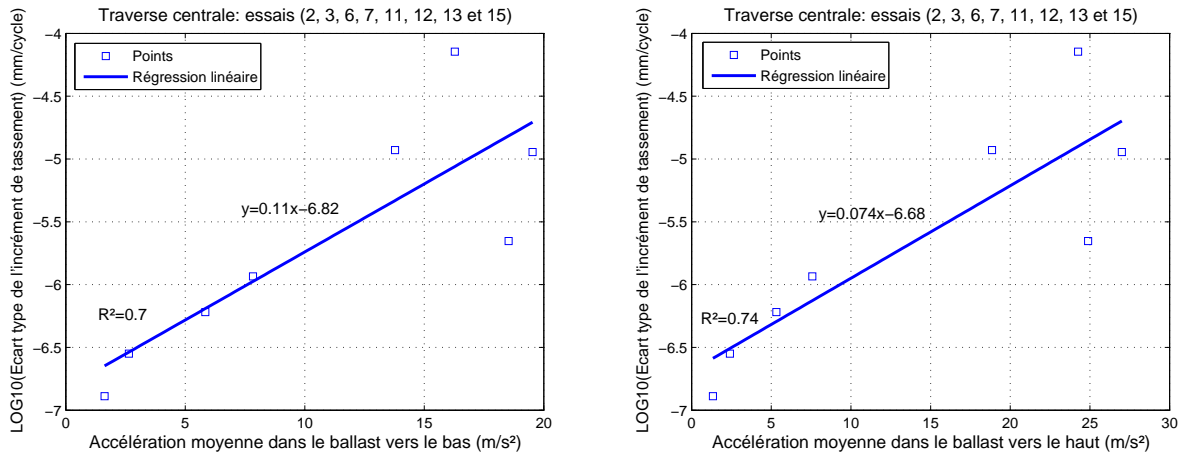 Traverse centrale: essais (2, 3, 6, 7, 11, 12, 13 et 15)
LOG10(Ecart type de l'incrément de tassement) (mm/cycle)
−4
−4.5
−5
−5.5
−6
−6.5
−7
Points
Régression linéaire
y=0.11x−6.82
R²=0.7
0 5 10 15 20
Accélération moyenne dans le ballast vers le bas (m/s²)
Traverse centrale: essais (2, 3, 6, 7, 11, 12, 13 et 15)
LOG10(Ecart type de l'incrément de tassement) (mm/cycle)
−4
−4.5
−5
−5.5
−6
−6.5
−7
Points
Régression linéaire
y=0.074x−6.68
R²=0.74
0 5 10 15 20 25 30
Accélération moyenne dans le ballast vers le haut (m/s²)